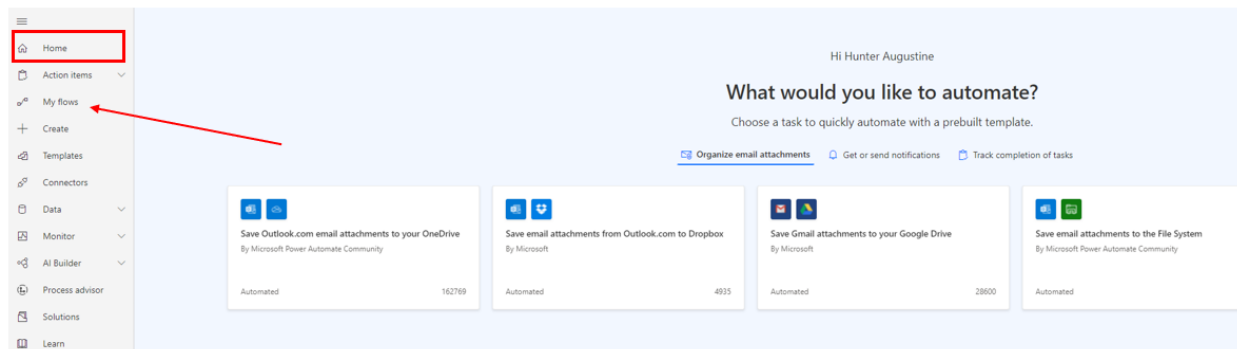 Home
Action items
My flows
Create
Templates
Connectors
Data
Monitor
AI Builder
Process advisor
Solutions
Learn
Hi Hunter Augustine
What would you like to automate?
Choose a task to quickly automate with a prebuilt template.
Organize email attachments Get or send notifications Track completion of tasks
Save Outlook.com email attachments to your OneDrive
By Microsoft Power Automate Community
Automated 162769
Save email attachments from Outlook.com to Dropbox
By Microsoft
Automated 4935
Save Gmail attachments to your Google Drive
By Microsoft
Automated 28600
Save email attachments to the File System
By Microsoft Power Automate Community
Automated